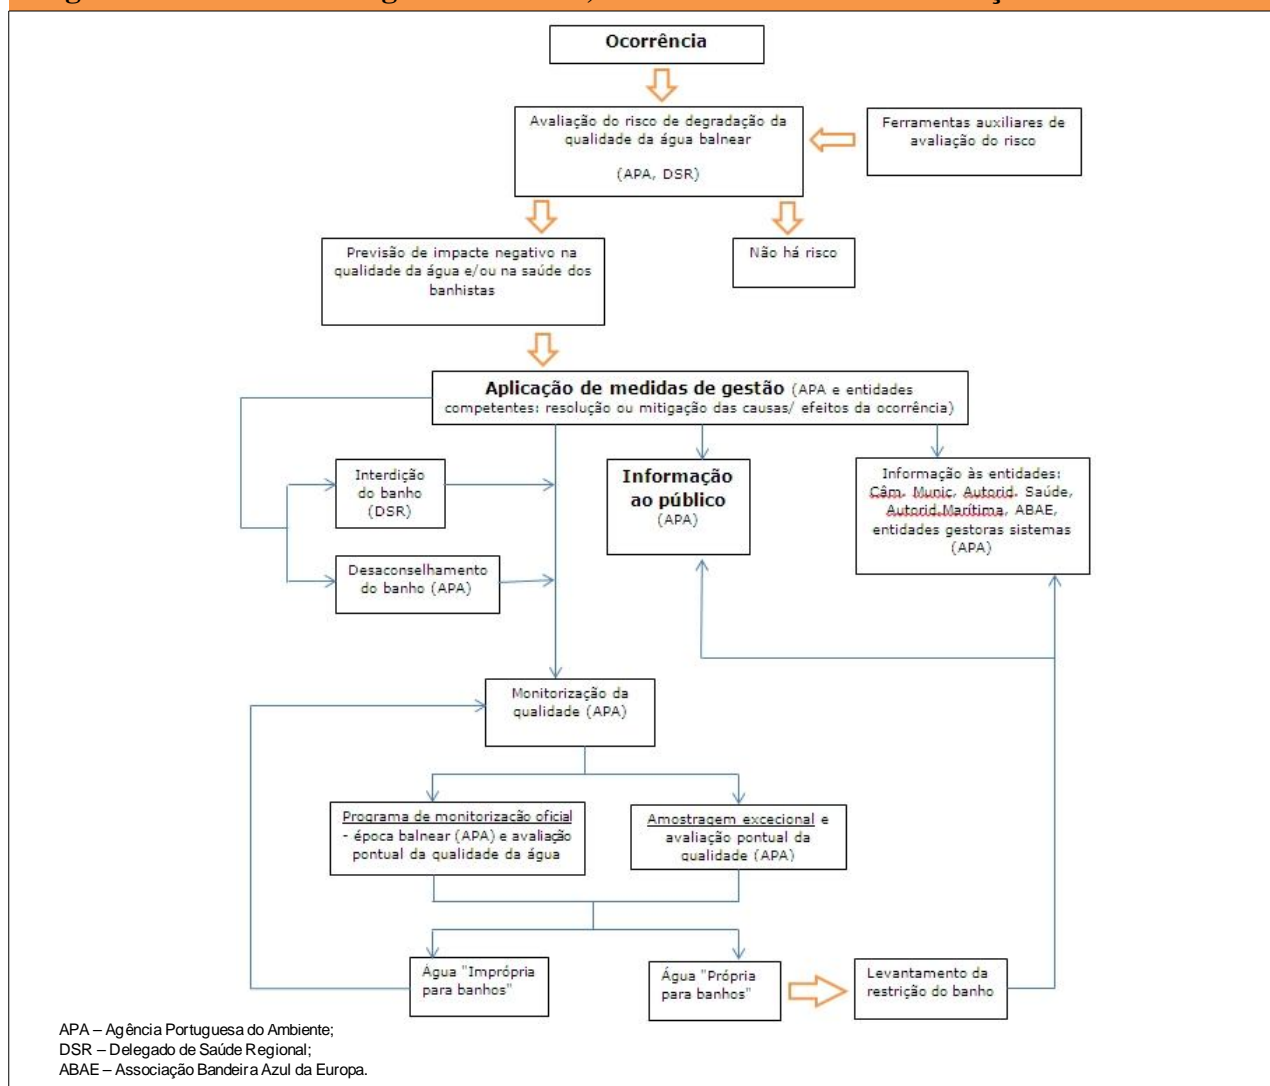 Ocorrência
Avaliação do risco de degradação da
qualidade da água balnear
(APA, DSR)
Ferramentas auxiliares de
avaliação do risco
Previsão de impacte negativo na
qualidade da água e/ou na saúde dos
banhistas
Não há risco
Aplicação de medidas de gestão (APA e entidades
competentes: resolução ou mitigação das causas/ efeitos da ocorrência)
Interdição
do banho
(DSR)
Informação
ao público
(APA)
Informação às entidades:
Câm. Munic, Autorid. Saúde,
Autorid.Marítima, ABAE,
entidades gestoras sistemas
(APA)
Desaconselhamento
do banho (APA)
Monitorização da
qualidade (APA)
Programa de monitorização oficial
- época balnear (APA) e avaliação
pontual da qualidade da água
Amostragem excecional e
avaliação pontual da
qualidade (APA)
Água "Imprópria
para banhos"
Água "Própria
para banhos"
Levantamento da
restrição do banho
APA – Agência Portuguesa do Ambiente;
DSR – Delegado de Saúde Regional;
ABAE – Associação Bandeira Azul da Europa.